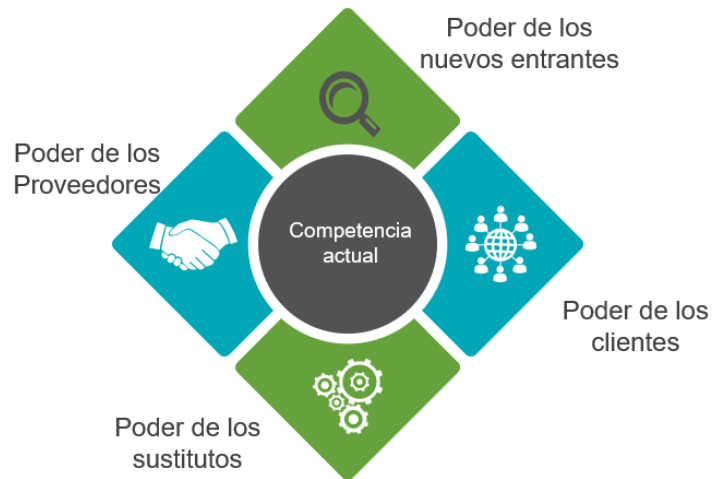 Poder de los
nuevos entrantes
Poder de los
Proveedores
Competencia
actual
Poder de los
clientes
Poder de los
sustitutos